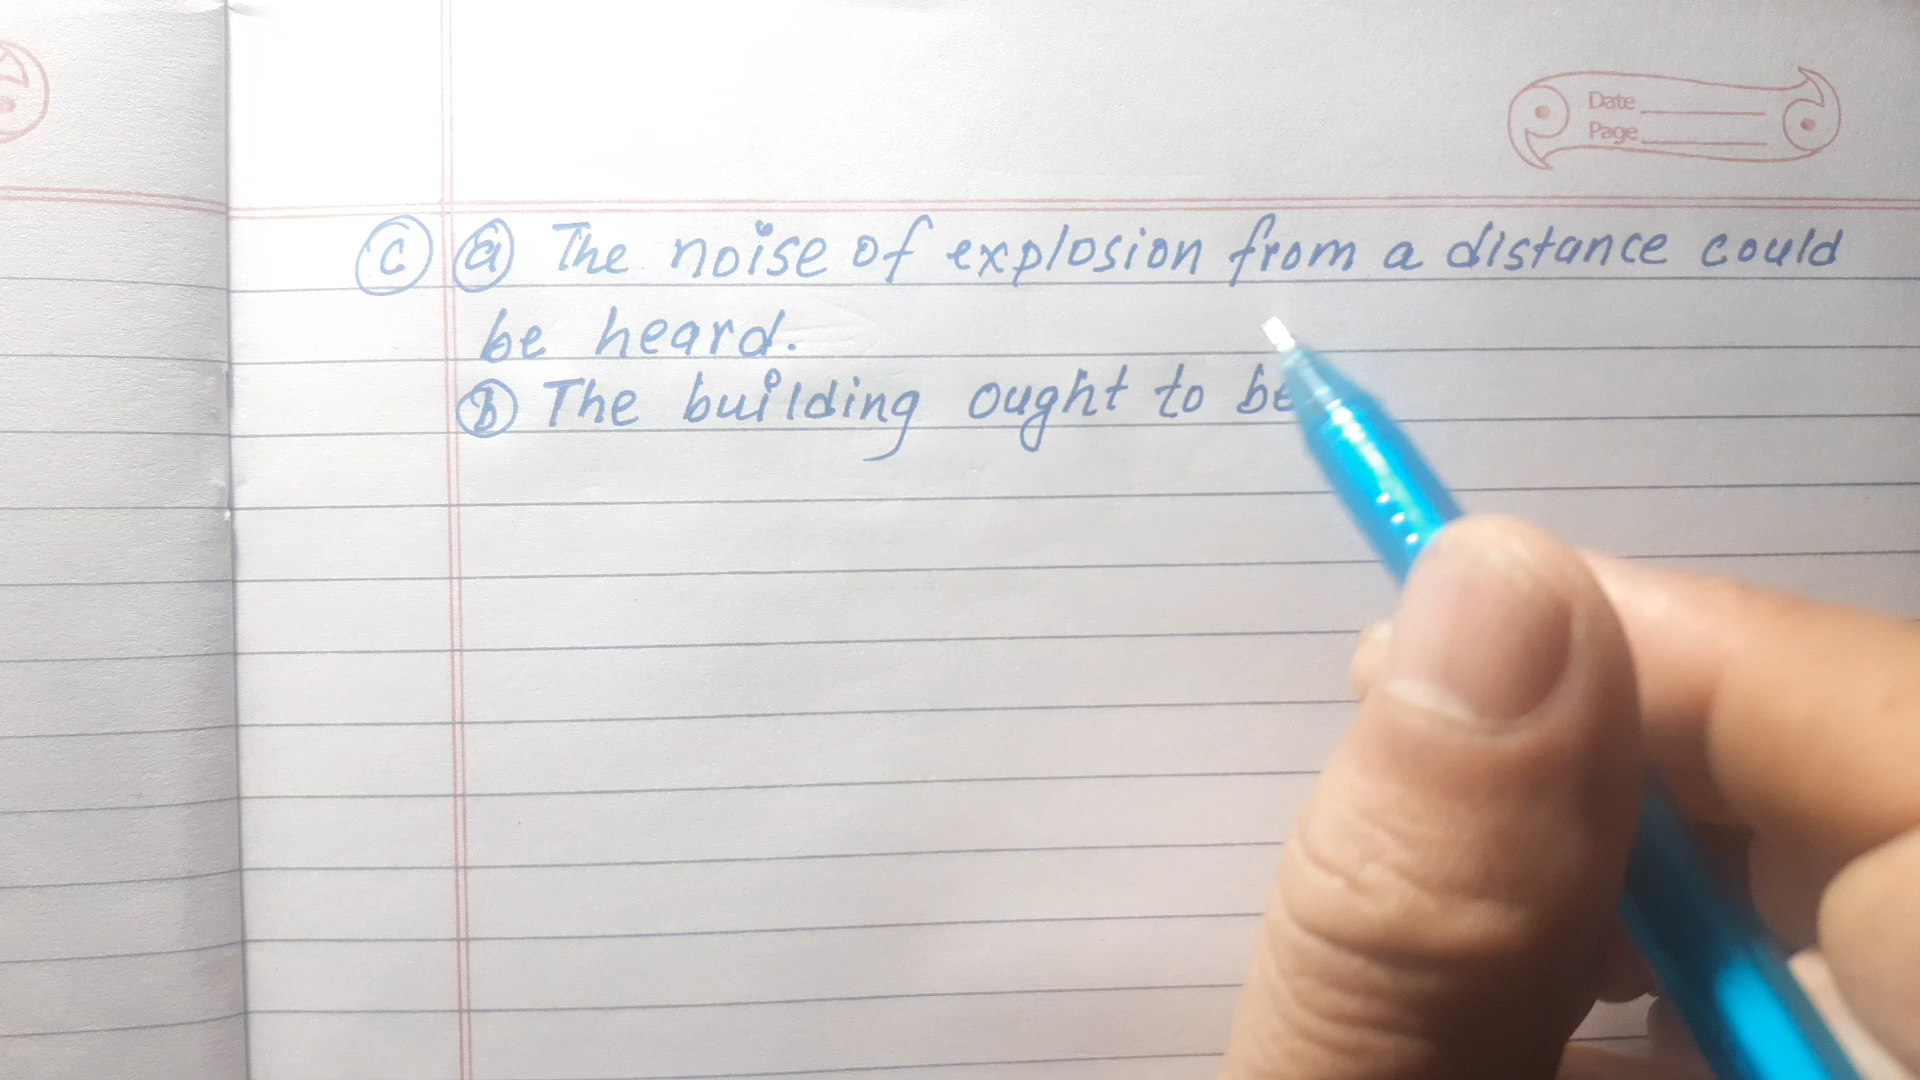 Date
Page
C a The noise of explosion from a distance could
be heard.
b The building ought to be